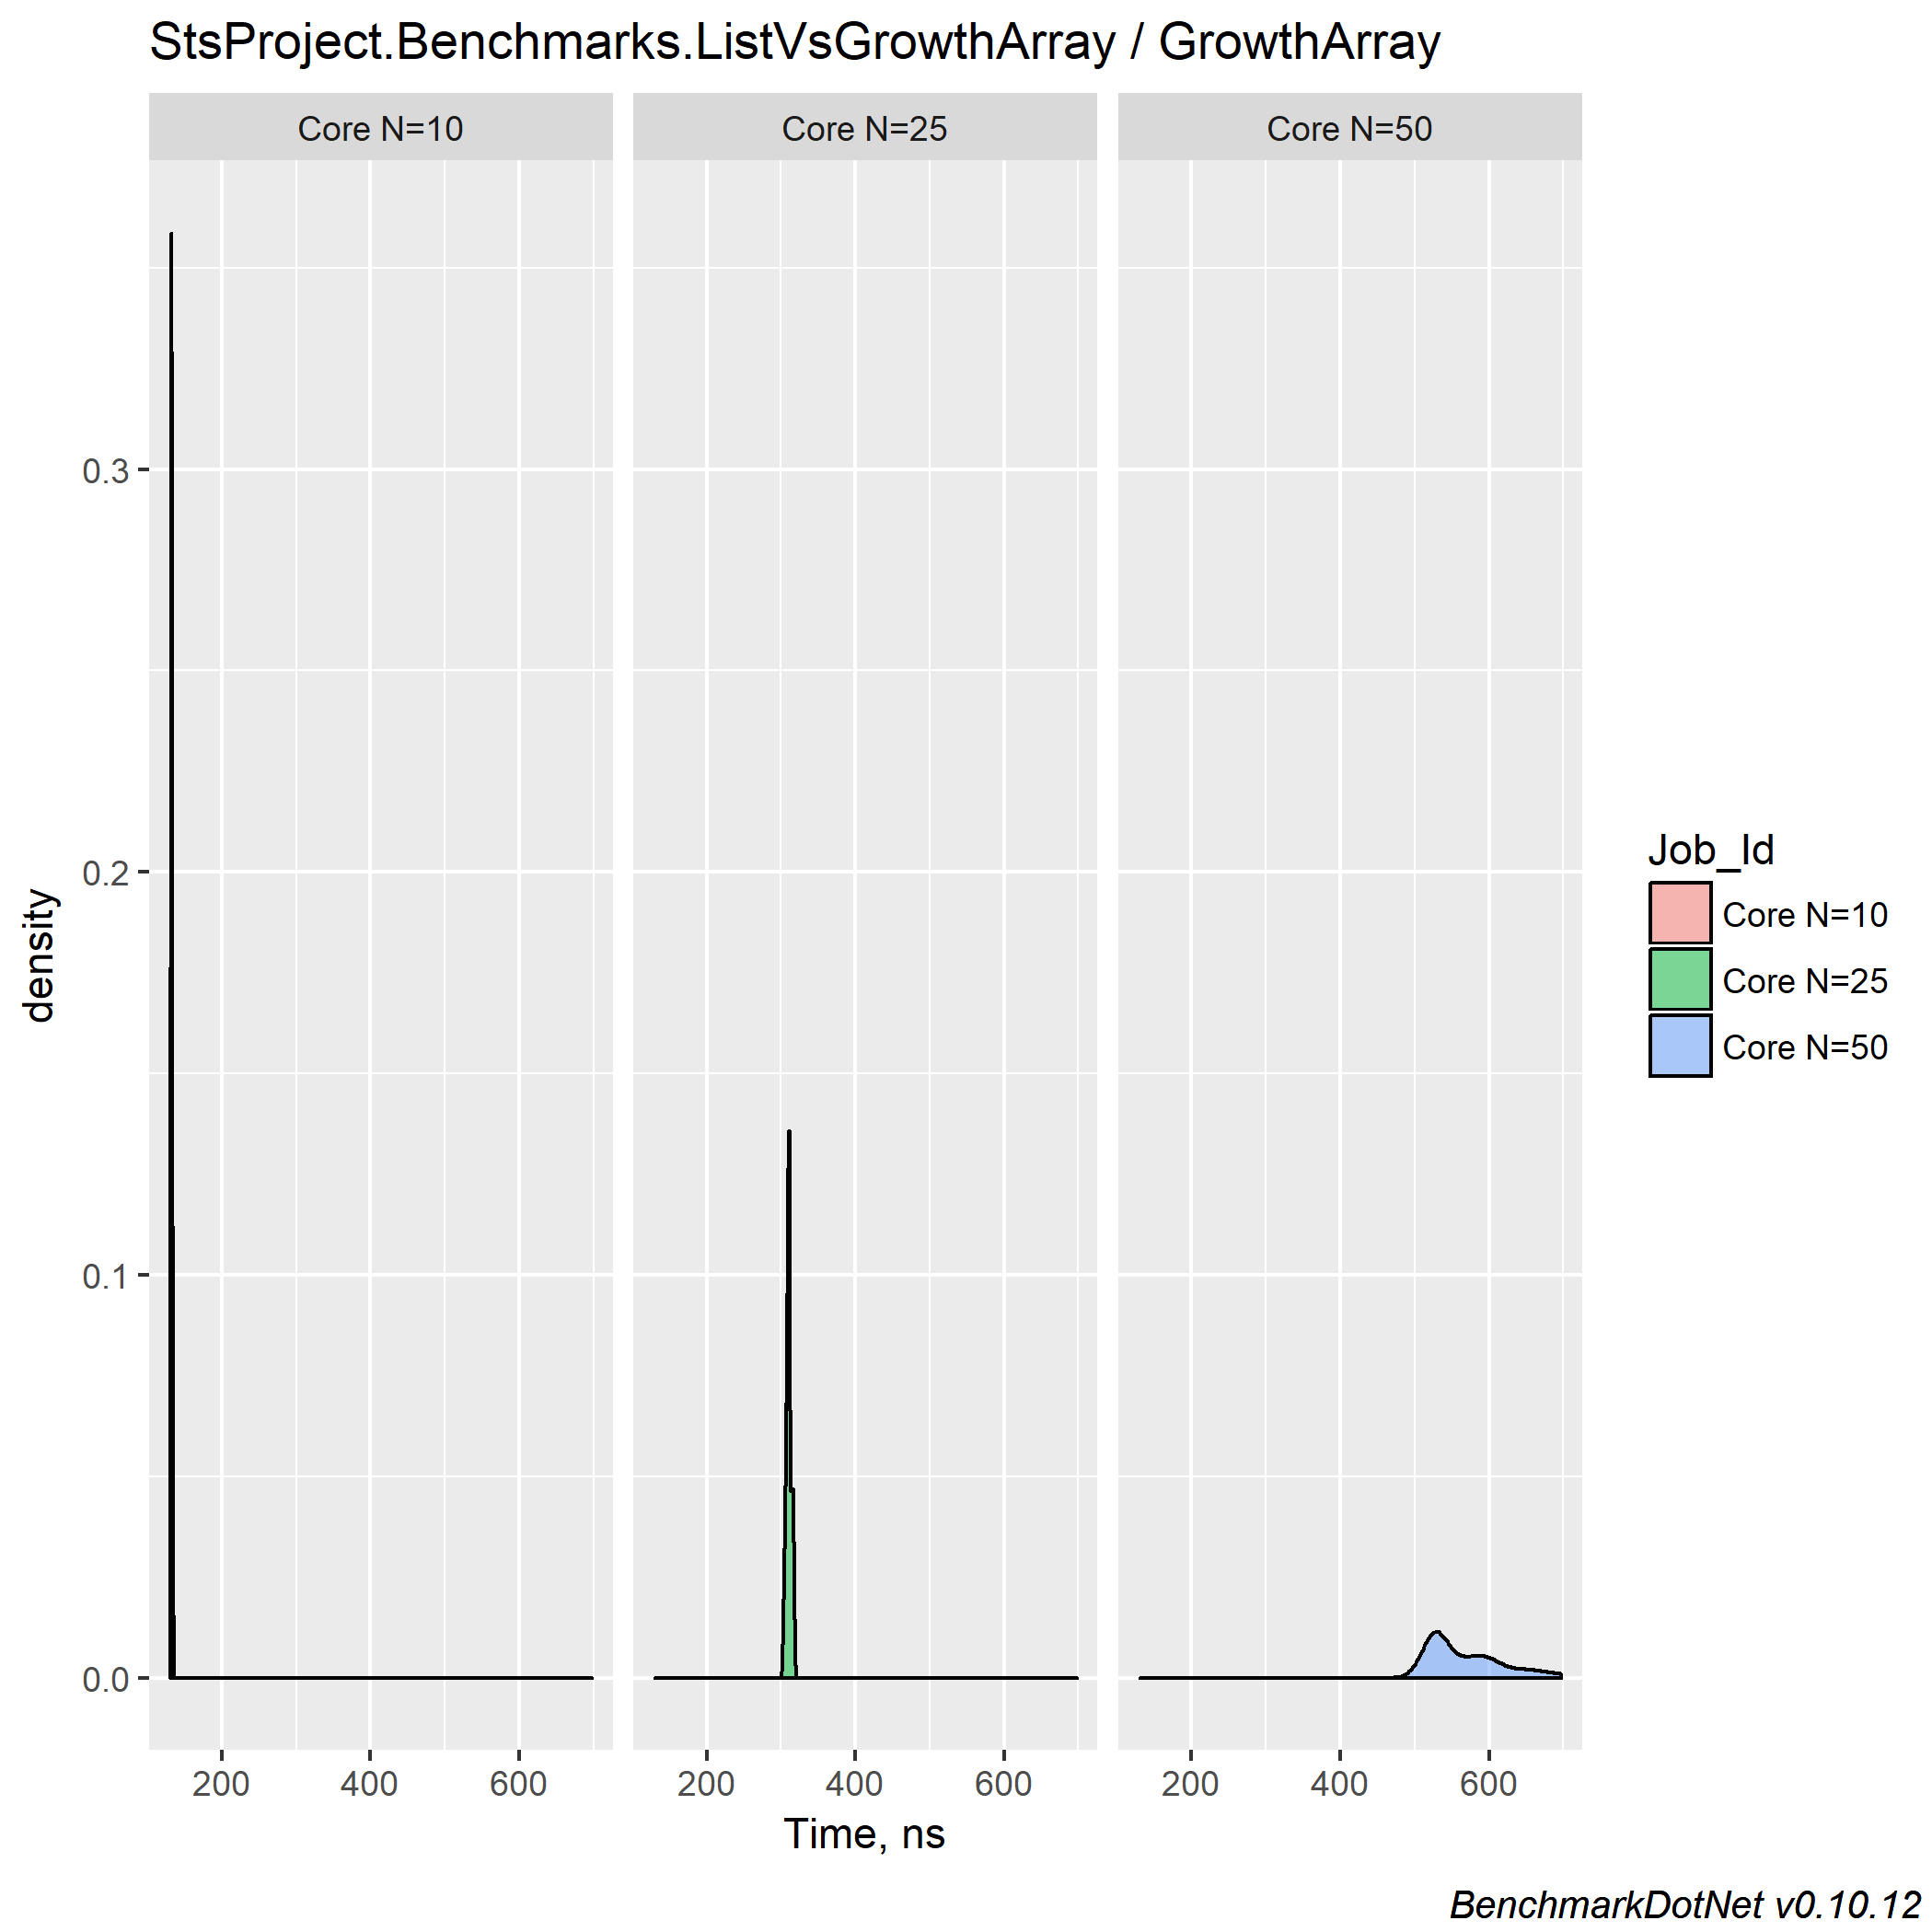 StsProject.Benchmarks.ListVsGrowthArray / GrowthArray
Core N=10
Core N=25
Core N=50
0.3
0.2
0.1
0.0
density
200 400 600
200 400 600
200 400 600
Time, ns
Job_Id
Core N=10
Core N=25
Core N=50
BenchmarkDotNet v0.10.12